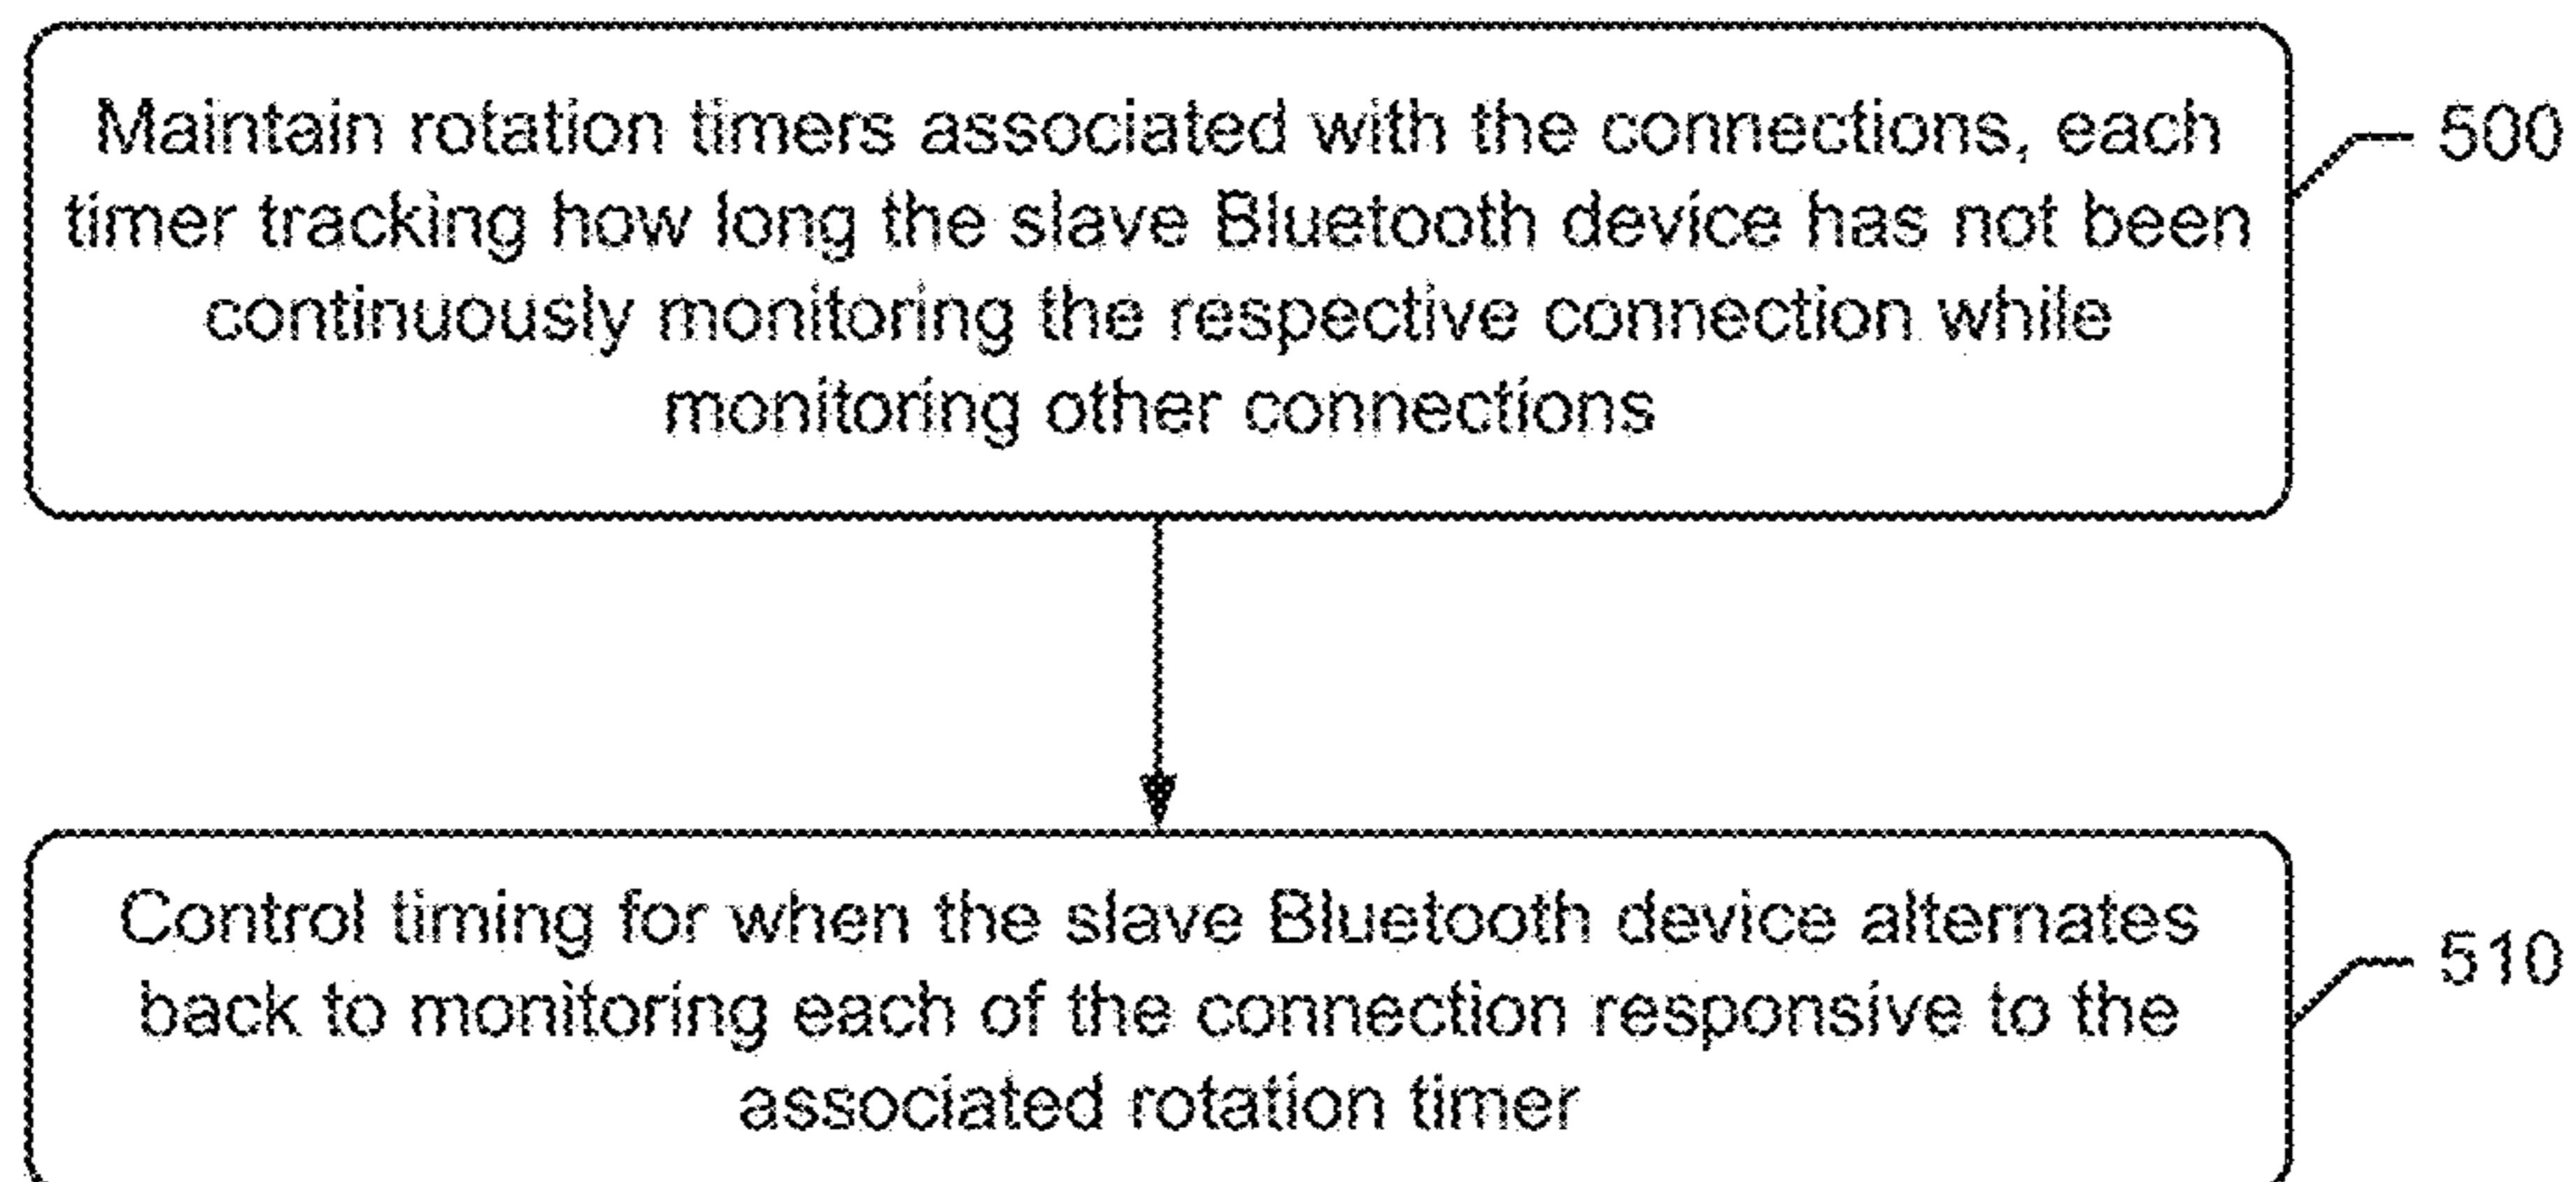 Maintain rotation timers associated with the connections, each
500
timer tracking how long the slave Bluetooth device has not been
continuously monitoring the respective connection while
monitoring other connections
Control timing for when the slave Bluetooth device alternates
510
back to monitoring each of the connection responsive to the
associated rotation timer